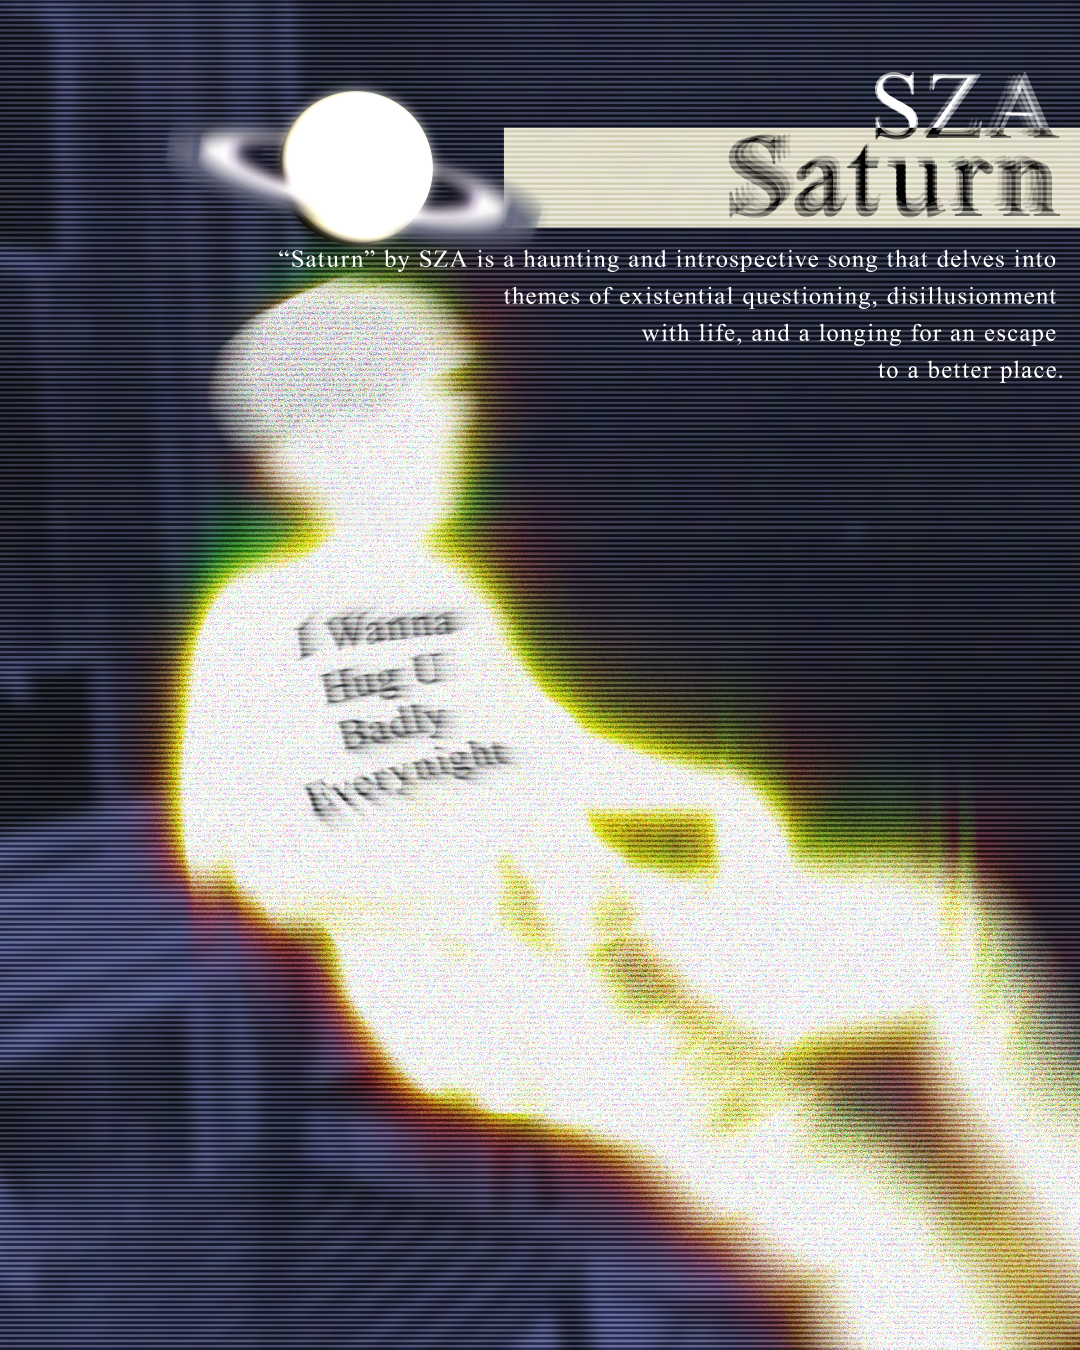 SZA
Saturn
“Saturn” by SZA is a haunting and introspective song that delves into
themes of existential questioning, disillusionment
with life, and a longing for an escape
to a better place.
I Wanna
Hug U
Badly
Everynight